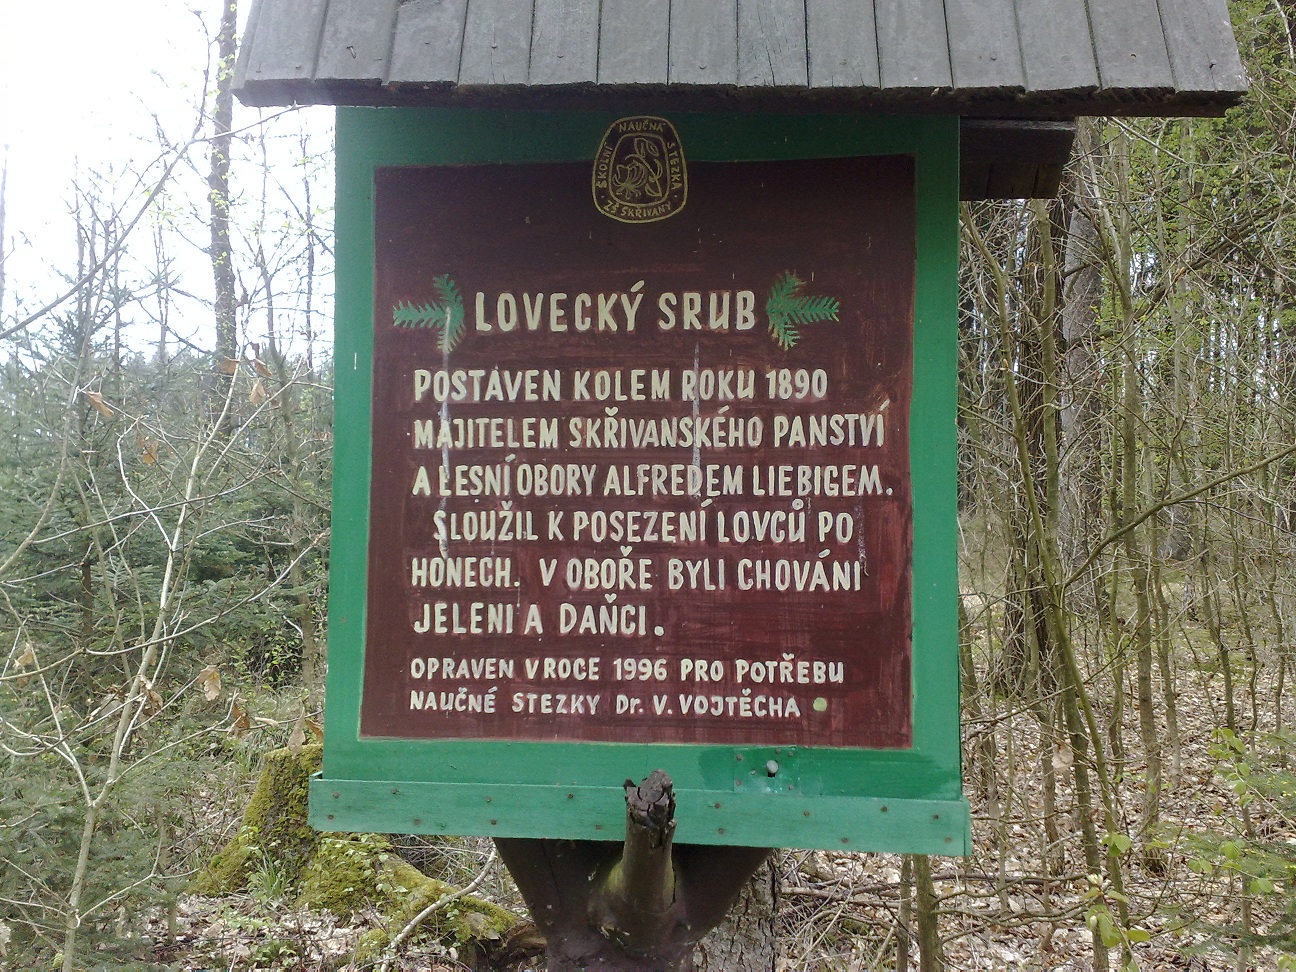 ŠKOLNÍ NAUČNÁ STEZKA
ZŠ SKŘIVANY
LOVECKÝ SRUB
POSTAVEN KOLEM ROKU 1890
MAJITELEM SKŘIVANSKÉHO PANSTVÍ
A LESNÍ OBORY ALFREDEM LIEBIGEM.
SLOUŽIL K POSEZENÍ LOVCŮ PO
HONECH. V OBOŘE BYLI CHOVÁNI
JELENI A DAŇCI.
OPRAVEN V ROCE 1996 PRO POTŘEBU
NAUČNÉ STEZKY Dr. V. VOJTĚCHA